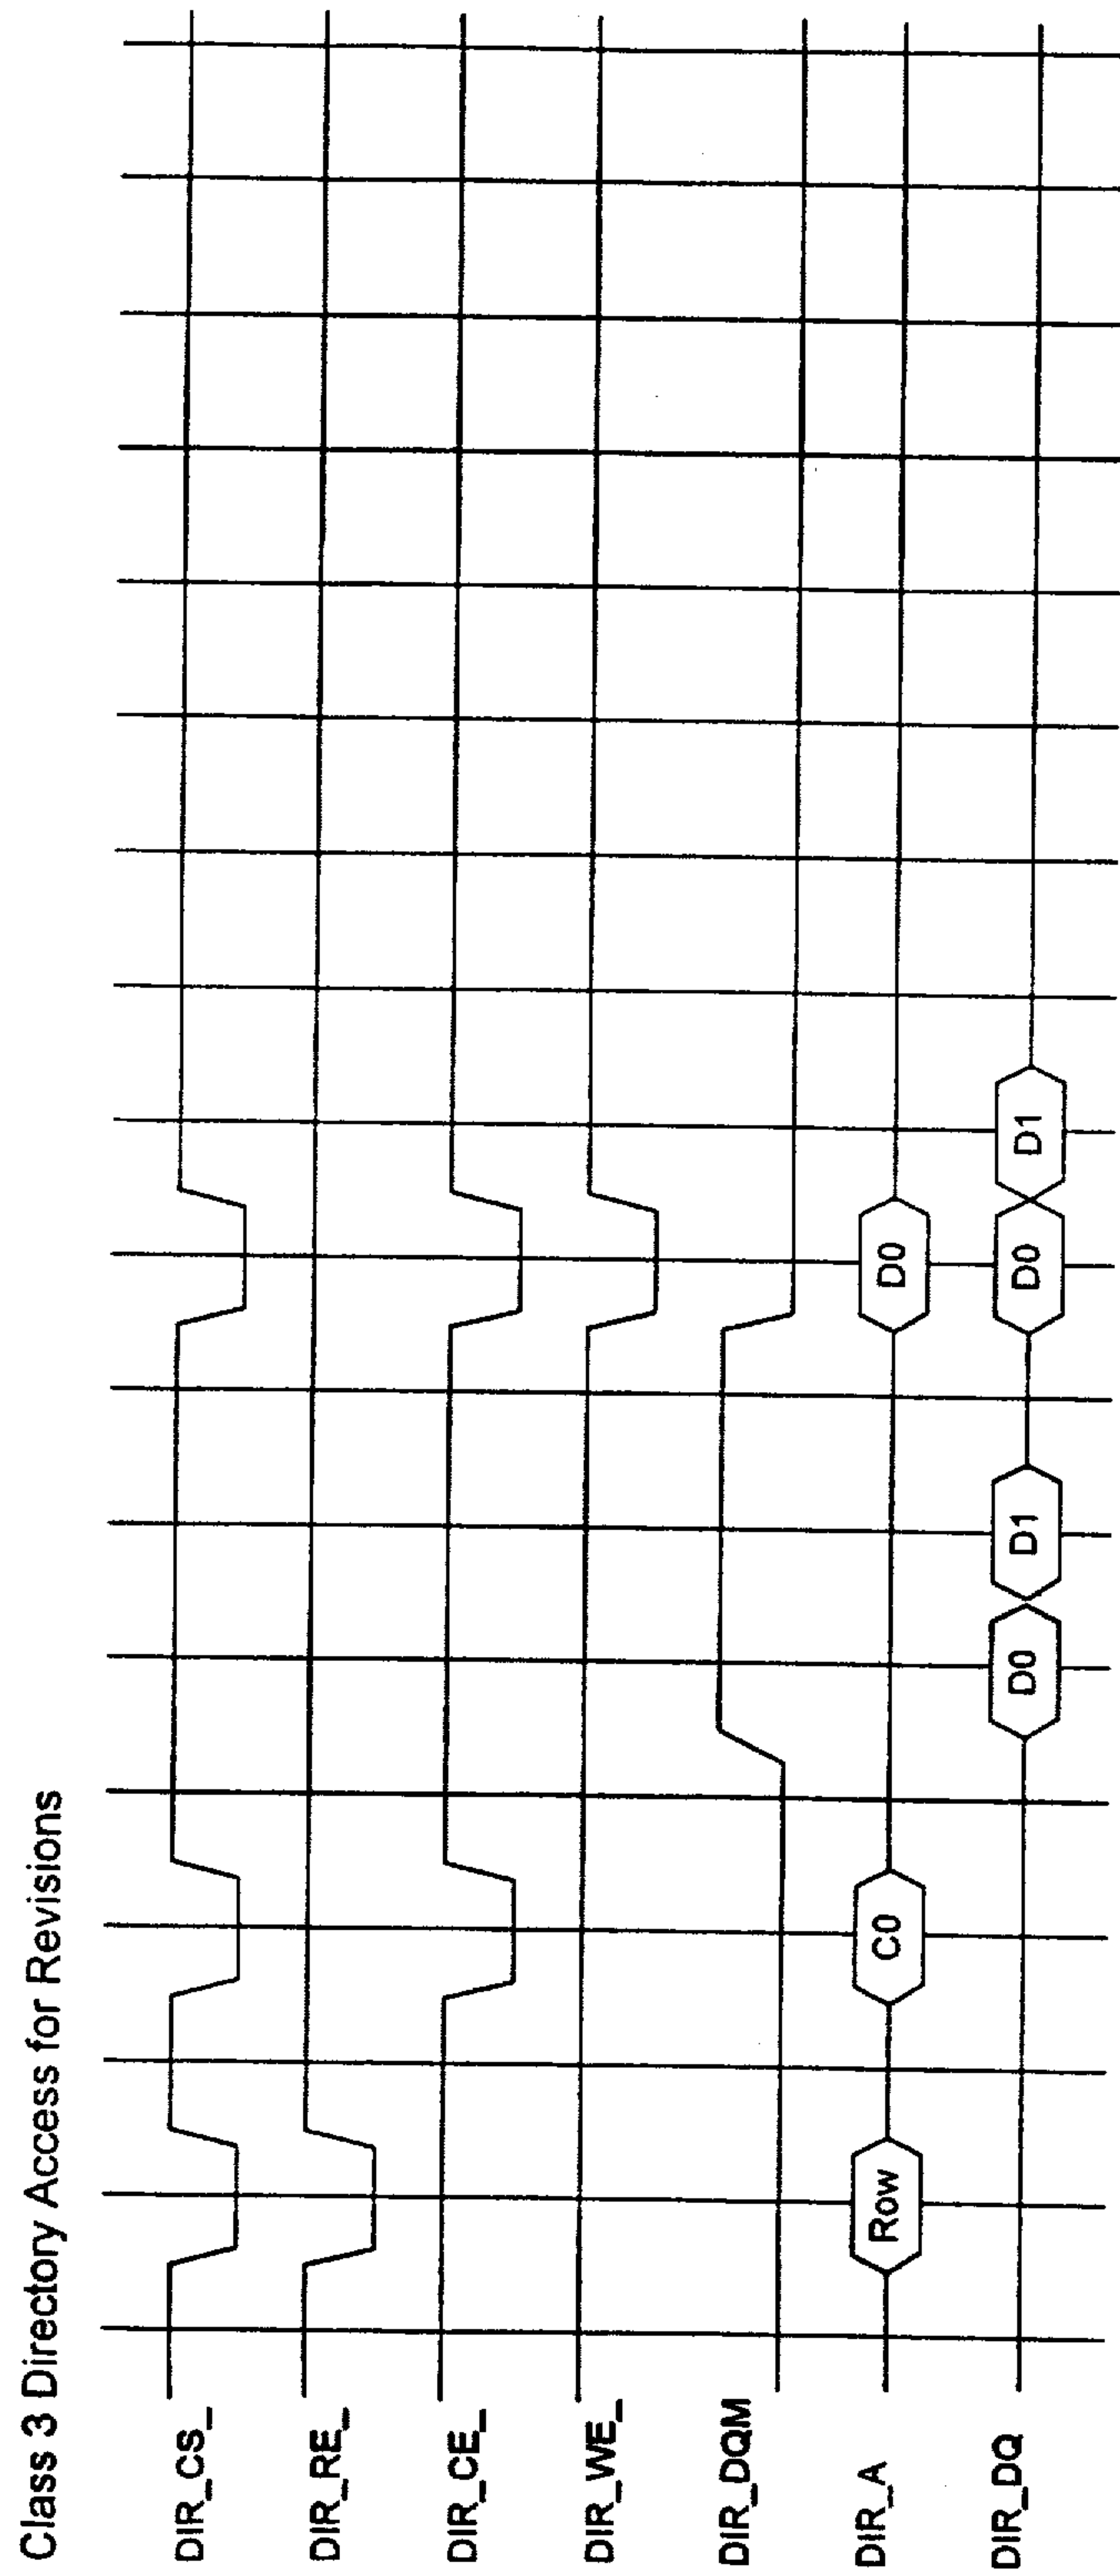 Class 3 Directory Access for Revisions
DIR_CS_
DIR_RE_
DIR_CE_
DIR_WE_
DIR_DQM
DIR_A
Row
C0
D0
DIR_DQ
D0
D1
D0
D1